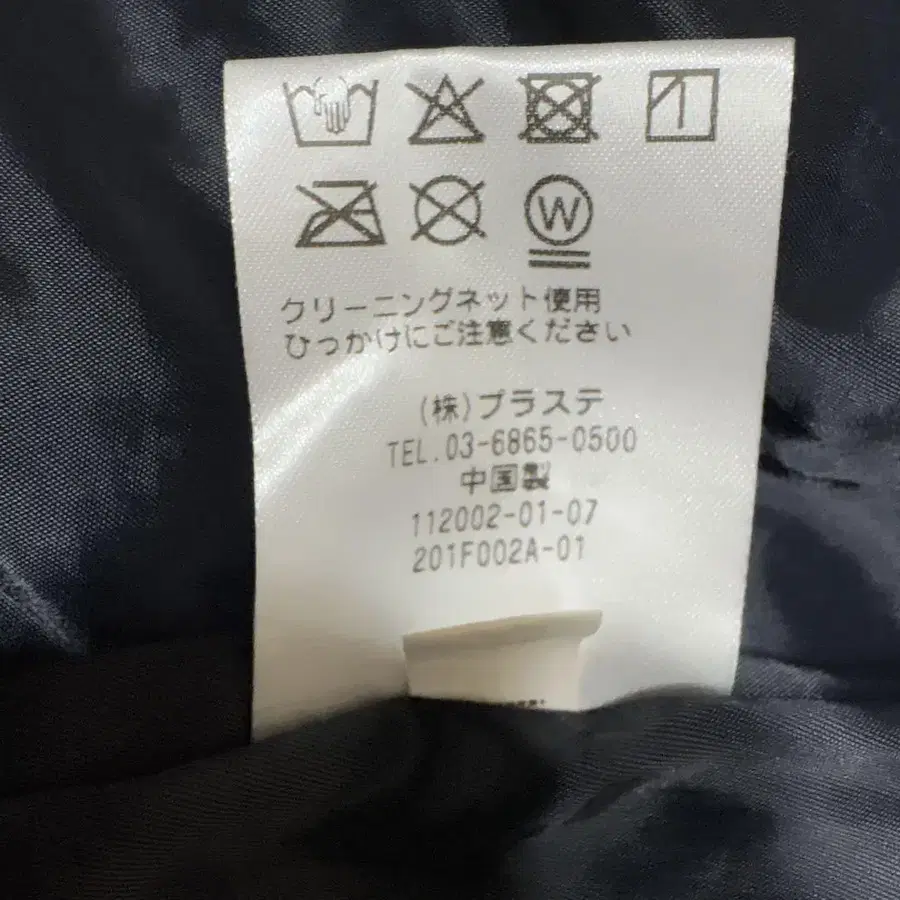 W
クリーニングネット使用
ひっかけにご注意ください
(株)プラステ
TEL.03-6865-0500
中国製
112002-01-07
201F002A-01